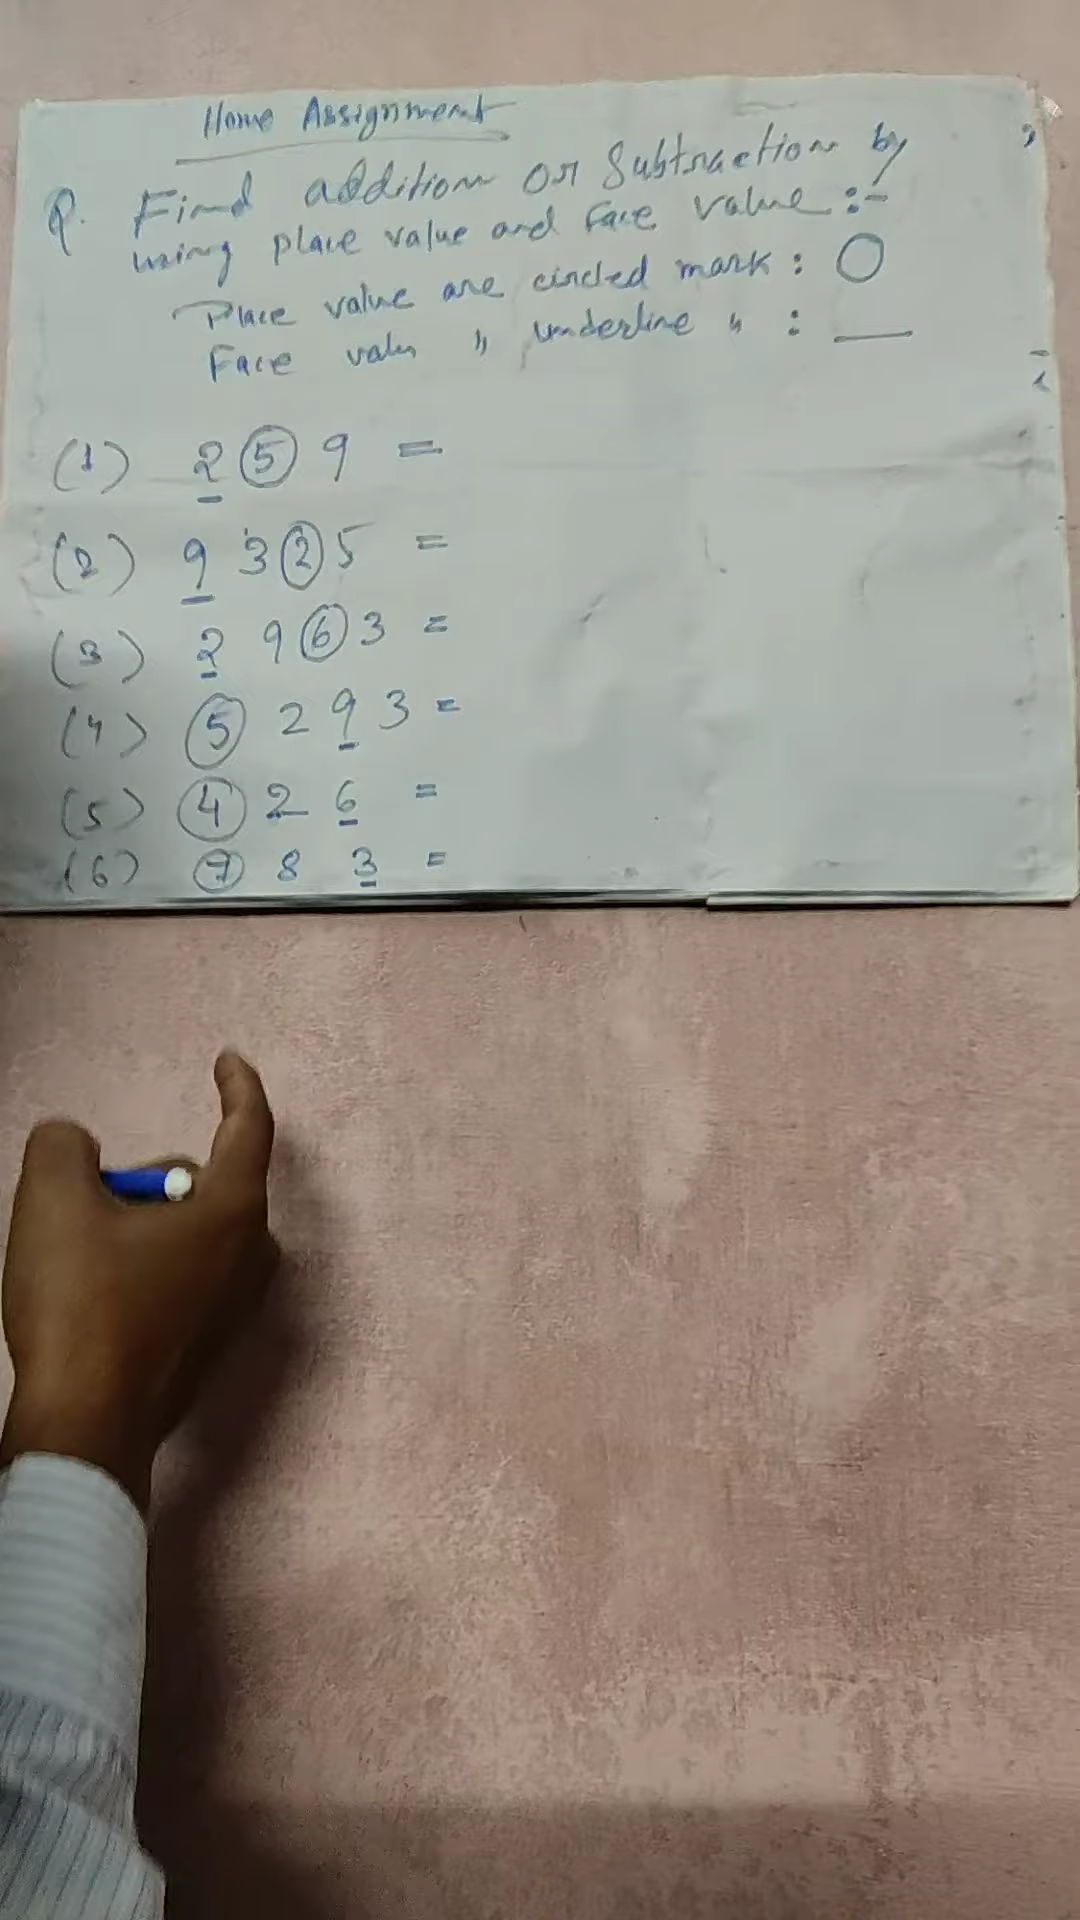 Home Assignment
Q. Find addition or Subtraction by
using place value and face value :-
Place value are circled mark : ○
Face valu " underline " : __
(1) 2 5 9 =
(2) 9 3 2 5 =
(3) 2 9 6 3 =
(4) 5 2 9 3 =
(5) 4 2 6 =
(6) 7 8 3 =